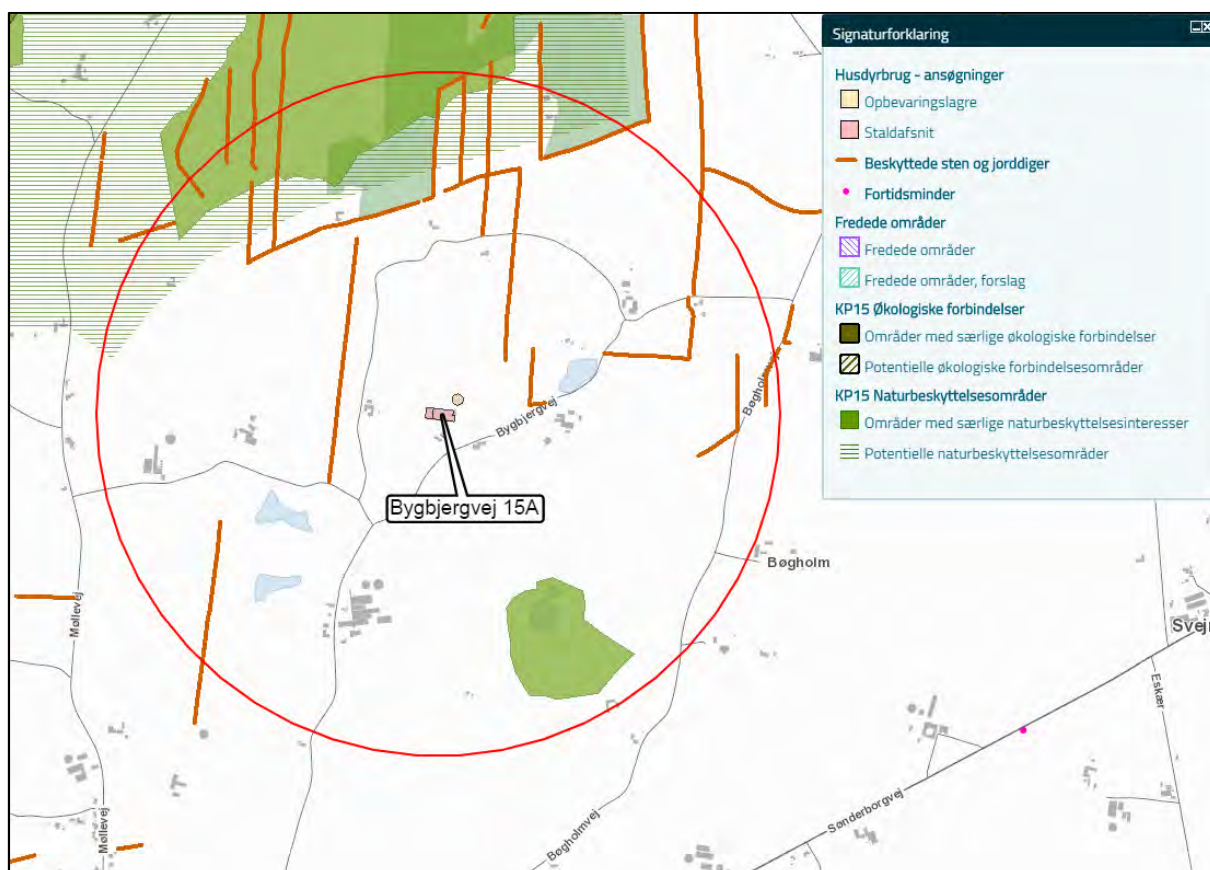 Signaturforklaring
Husdyrbrug - ansøgninger
Opbevaringslagre
Staldafsnit
Beskyttede sten og jorddiger
Fortidsminder
Fredede områder
Fredede områder
Fredede områder, forslag
KP15 Økologiske forbindelser
Områder med særlige økologiske forbindelser
Potentielle økologiske forbindelsesområder
KP15 Naturbeskyttelsesområder
Områder med særlige naturbeskyttelsesinteresser
Potentielle naturbeskyttelsesområder
Bøgholmvej
Bygbjergvej
Bygbjergvej 15A
Bøgholm
Møllevej
Svejr
Eskær
Sønderborgvej
Møllevej
Bøgholmvej